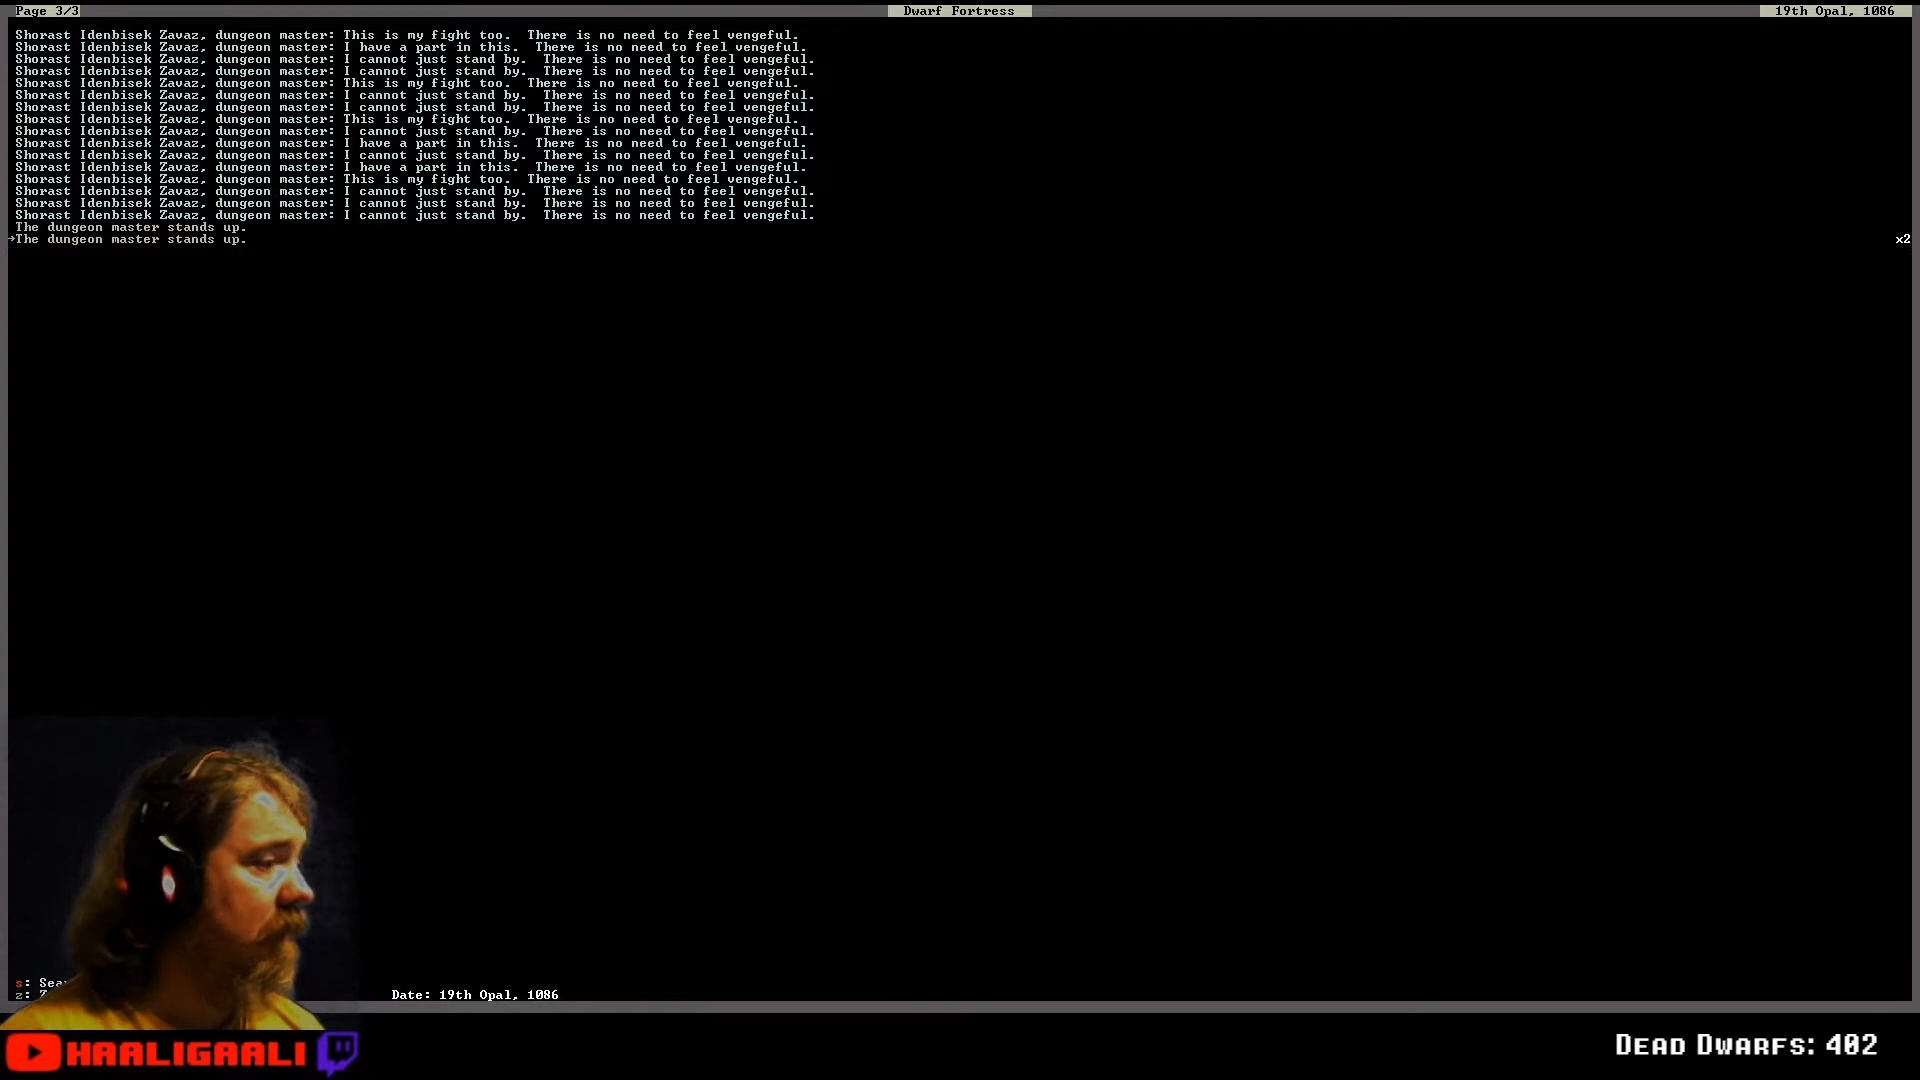 Page 3/3 Dwarf Fortress 19th Opal, 1086
Shorast Idenbisek Zavaz, dungeon master: This is my fight too.  There is no need to feel vengeful.
Shorast Idenbisek Zavaz, dungeon master: I have a part in this.  There is no need to feel vengeful.
Shorast Idenbisek Zavaz, dungeon master: I cannot just stand by.  There is no need to feel vengeful.
Shorast Idenbisek Zavaz, dungeon master: I cannot just stand by.  There is no need to feel vengeful.
Shorast Idenbisek Zavaz, dungeon master: This is my fight too.  There is no need to feel vengeful.
Shorast Idenbisek Zavaz, dungeon master: I cannot just stand by.  There is no need to feel vengeful.
Shorast Idenbisek Zavaz, dungeon master: I cannot just stand by.  There is no need to feel vengeful.
Shorast Idenbisek Zavaz, dungeon master: This is my fight too.  There is no need to feel vengeful.
Shorast Idenbisek Zavaz, dungeon master: I cannot just stand by.  There is no need to feel vengeful.
Shorast Idenbisek Zavaz, dungeon master: I have a part in this.  There is no need to feel vengeful.
Shorast Idenbisek Zavaz, dungeon master: I cannot just stand by.  There is no need to feel vengeful.
Shorast Idenbisek Zavaz, dungeon master: I have a part in this.  There is no need to feel vengeful.
Shorast Idenbisek Zavaz, dungeon master: This is my fight too.  There is no need to feel vengeful.
Shorast Idenbisek Zavaz, dungeon master: I cannot just stand by.  There is no need to feel vengeful.
Shorast Idenbisek Zavaz, dungeon master: I cannot just stand by.  There is no need to feel vengeful.
Shorast Idenbisek Zavaz, dungeon master: I cannot just stand by.  There is no need to feel vengeful.
The dungeon master stands up.
→The dungeon master stands up. x2
s: Sea
z: Date: 19th Opal, 1086
HAALIGAALI
Dead Dwarfs: 402